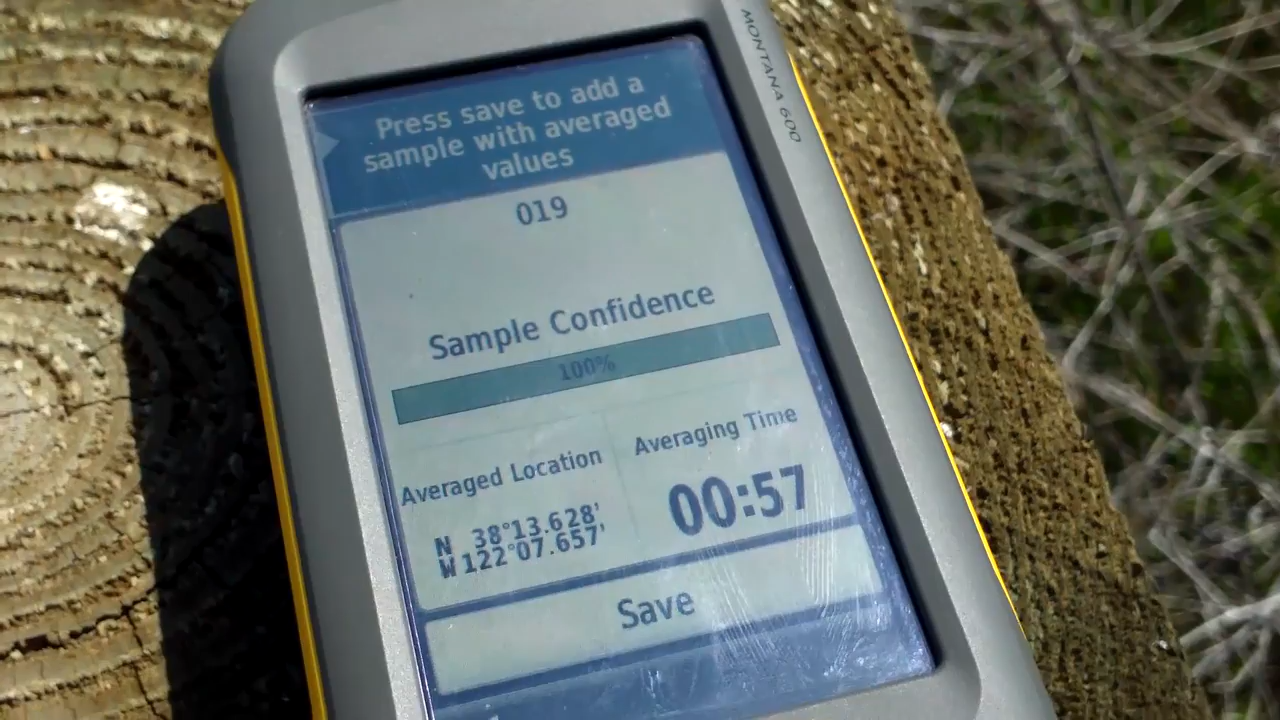 MONTANA 600
Press save to add a
sample with averaged
values
019
Sample Confidence
100%
Averaged Location
N 38°13.628'
W 122°07.657'
Averaging Time
00:57
Save